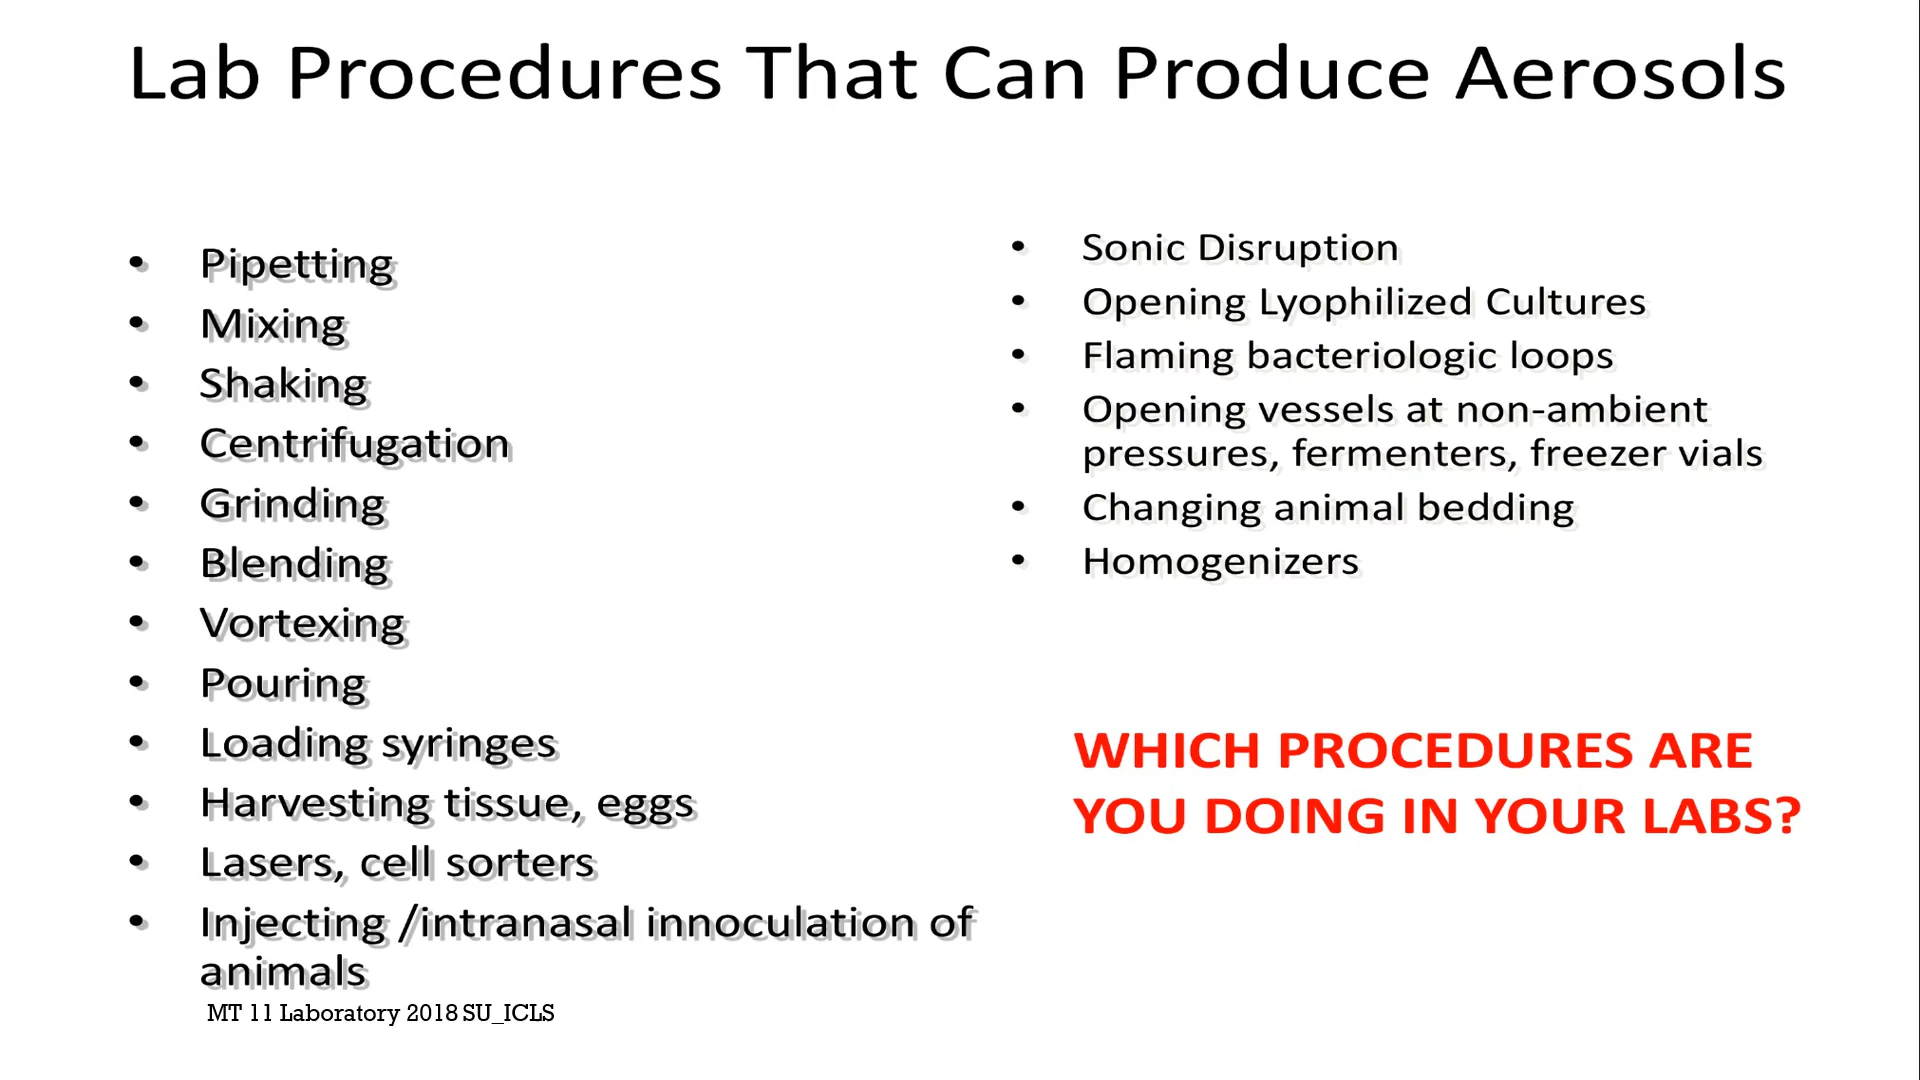 Lab Procedures That Can Produce Aerosols
• Pipetting
• Mixing
• Shaking
• Centrifugation
• Grinding
• Blending
• Vortexing
• Pouring
• Loading syringes
• Harvesting tissue, eggs
• Lasers, cell sorters
• Injecting /intranasal innoculation of
animals
• Sonic Disruption
• Opening Lyophilized Cultures
• Flaming bacteriologic loops
• Opening vessels at non-ambient
pressures, fermenters, freezer vials
• Changing animal bedding
• Homogenizers
WHICH PROCEDURES ARE
YOU DOING IN YOUR LABS?
MT 11 Laboratory 2018 SU_ICLS